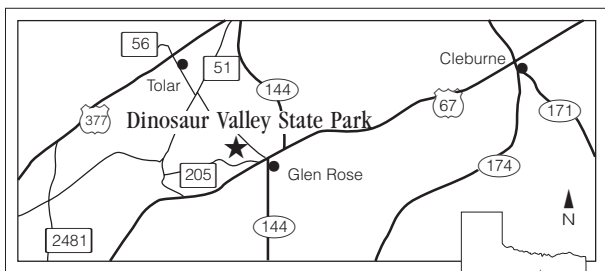 56
51
Cleburne
Tolar
144
377
67
Dinosaur Valley State Park
171
205
Glen Rose
174
144
N
2481